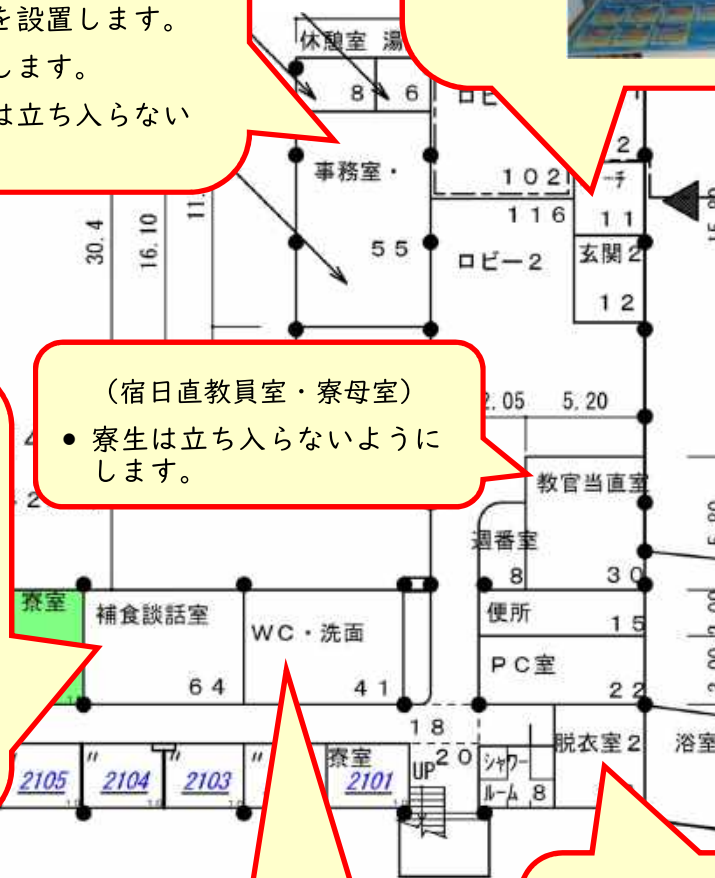 を設置します。
します。
は立ち入らない
休憩室 湯
8 6
ロビ
2
事務室・
102
ーチ
116
11
55
ロビー2
玄関2
12
30.4
16.10
11.
15.
(宿日直教員室・寮母室)
• 寮生は立ち入らないように
します。
2.05 5.20
4
2
教官当直室
週番室
8 30
寮室
補食談話室
64
WC・洗面
41
便所
15
PC室
22
18
20
UP
〃 2105
〃 2104
〃 2103
〃
寮室
2101
シャワー
ルーム 8
脱衣室2
浴室